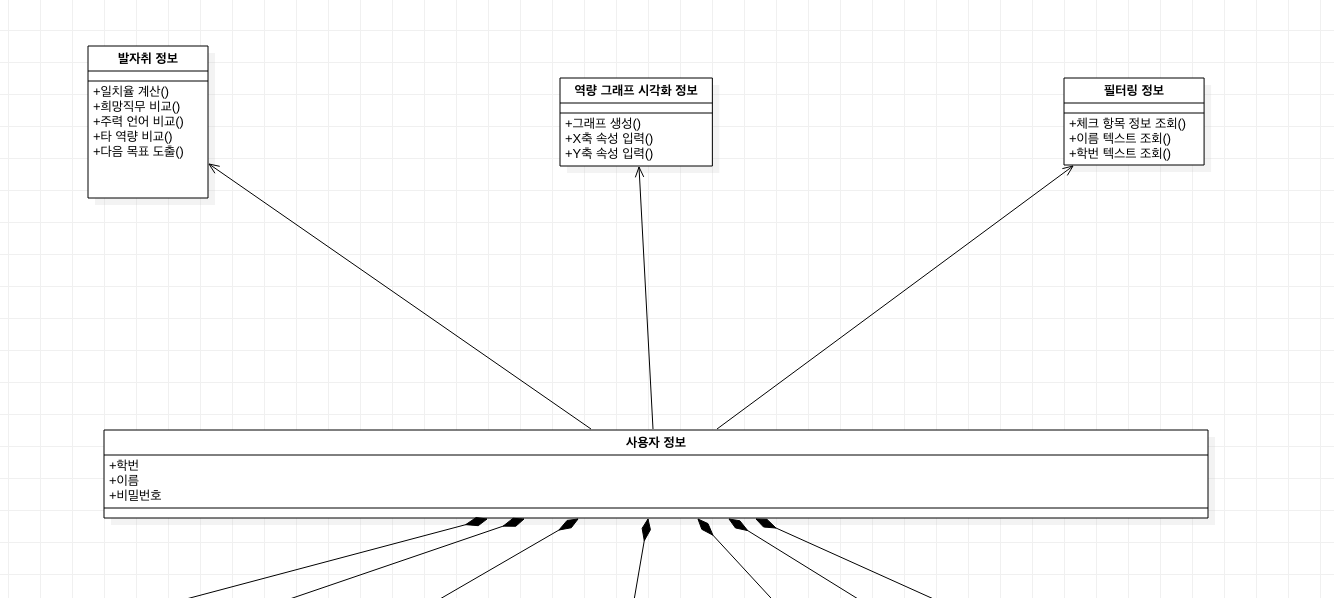 발자취 정보
+일치율 계산()
+희망직무 비교()
+주력 언어 비교()
+타 역량 비교()
+다음 목표 도출()
역량 그래프 시각화 정보
+그래프 생성()
+X축 속성 입력()
+Y축 속성 입력()
필터링 정보
+체크 항목 정보 조회()
+이름 텍스트 조회()
+학번 텍스트 조회()
사용자 정보
+학번
+이름
+비밀번호